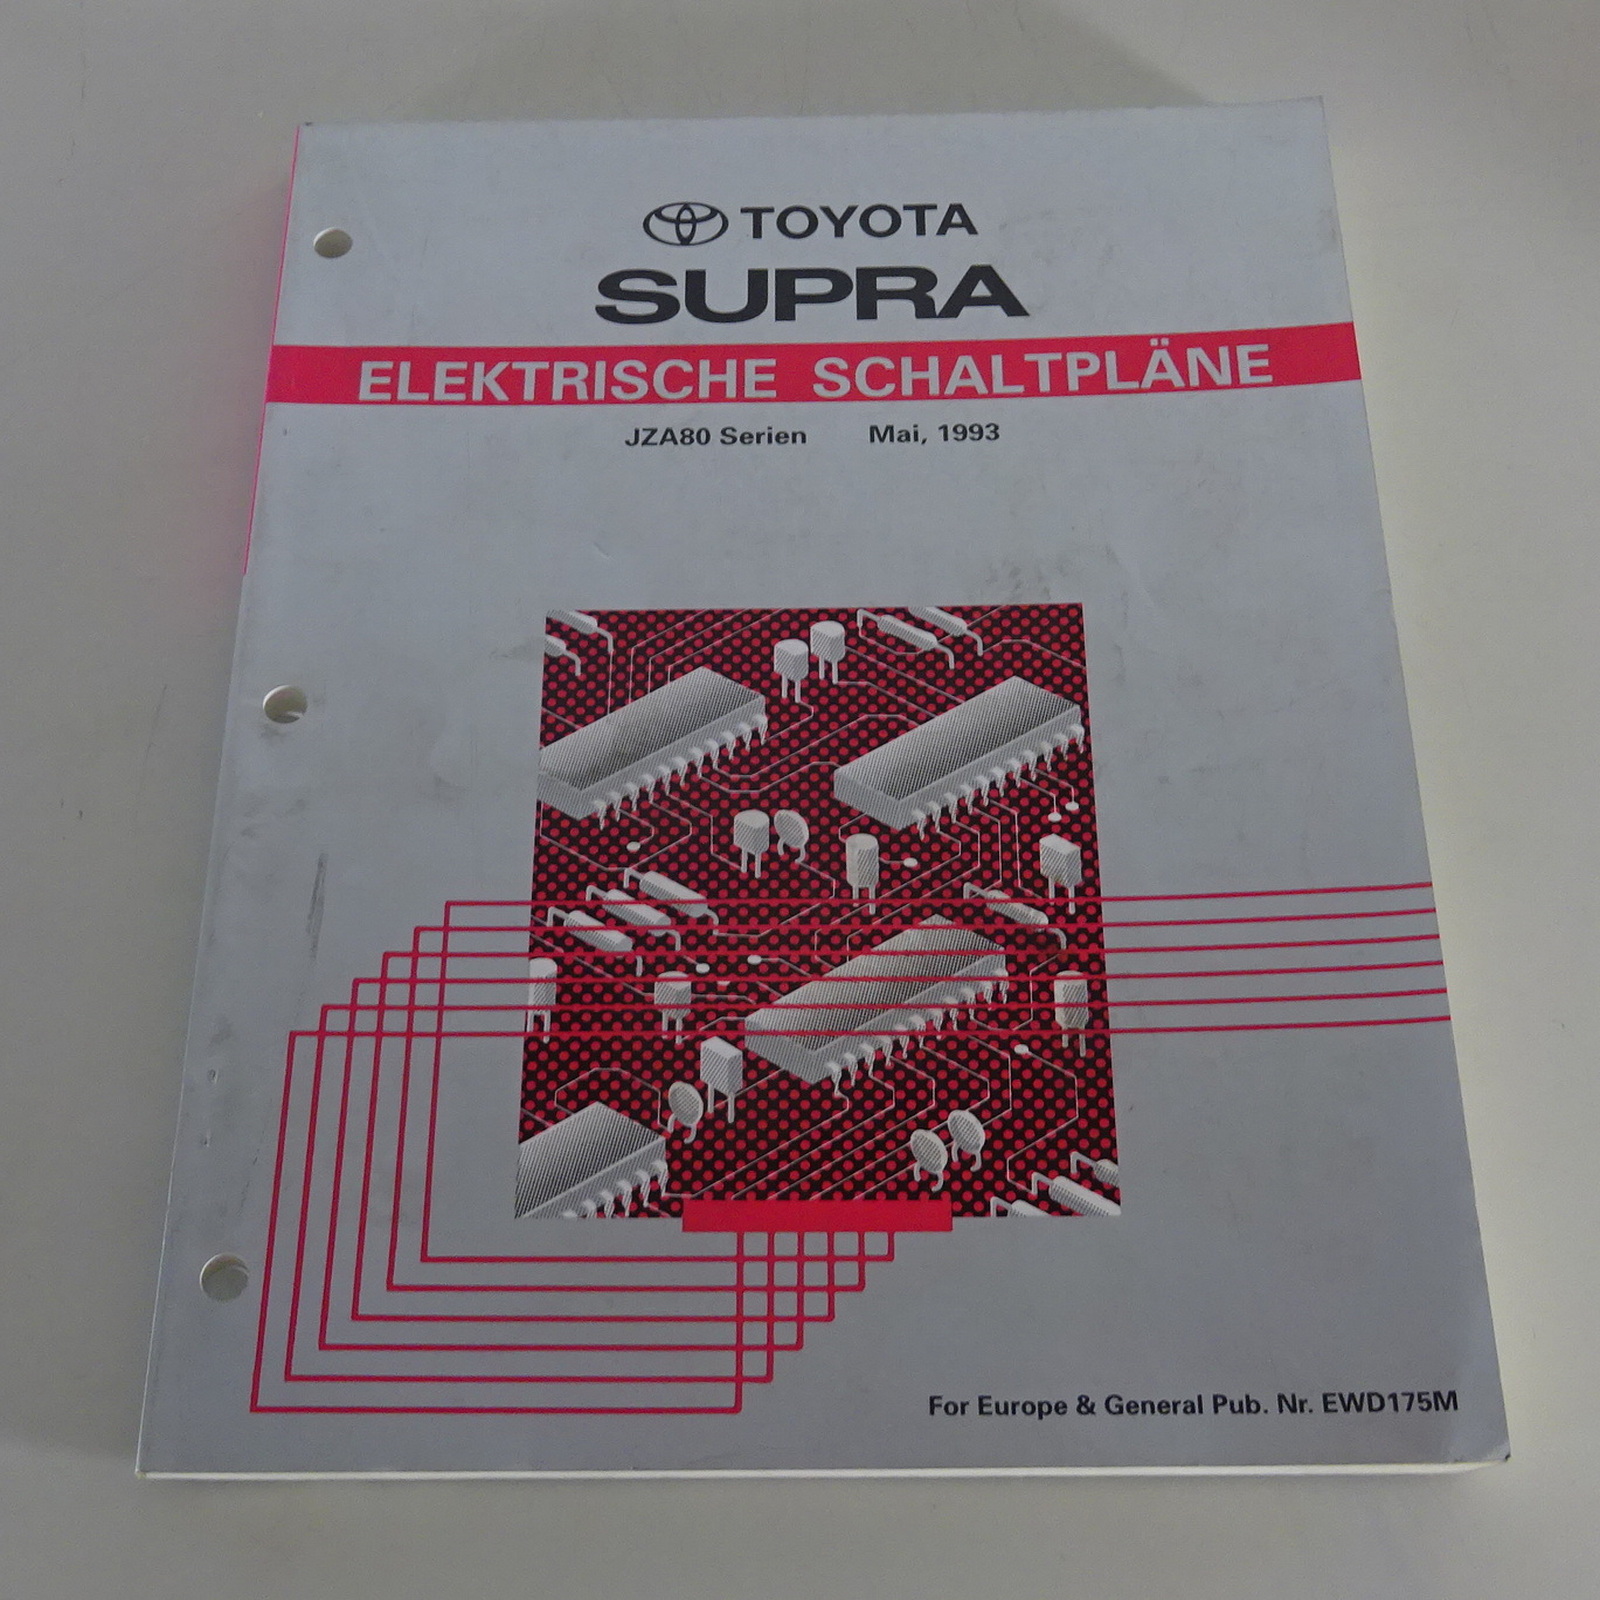 TOYOTA
SUPRA
ELEKTRISCHE SCHALTPLÄNE
JZA80 Serien Mai, 1993
For Europe & General Pub. Nr. EWD175M